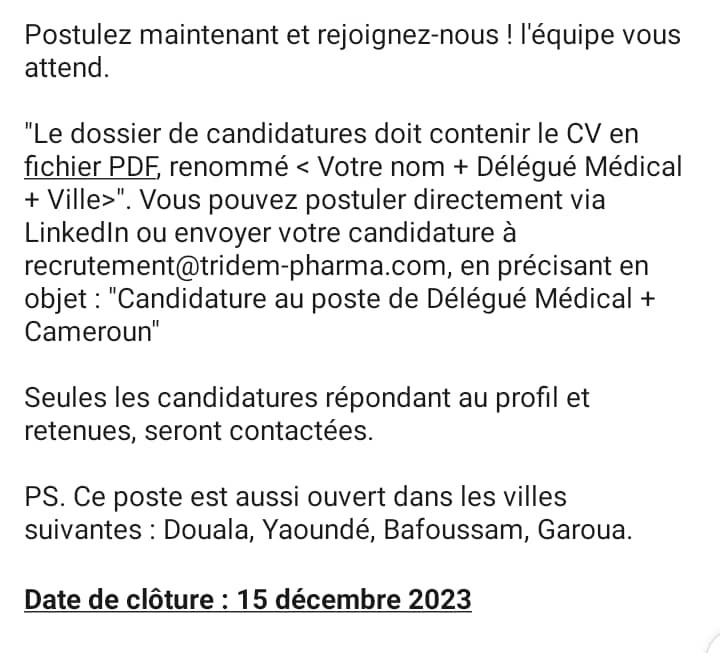 Postulez maintenant et rejoignez-nous ! l'équipe vous
attend.
"Le dossier de candidatures doit contenir le CV en
fichier PDF, renommé < Votre nom + Délégué Médical
+ Ville>". Vous pouvez postuler directement via
LinkedIn ou envoyer votre candidature à
recrutement@tridem-pharma.com, en précisant en
objet : "Candidature au poste de Délégué Médical +
Cameroun"
Seules les candidatures répondant au profil et
retenues, seront contactées.
PS. Ce poste est aussi ouvert dans les villes
suivantes : Douala, Yaoundé, Bafoussam, Garoua.
Date de clôture : 15 décembre 2023